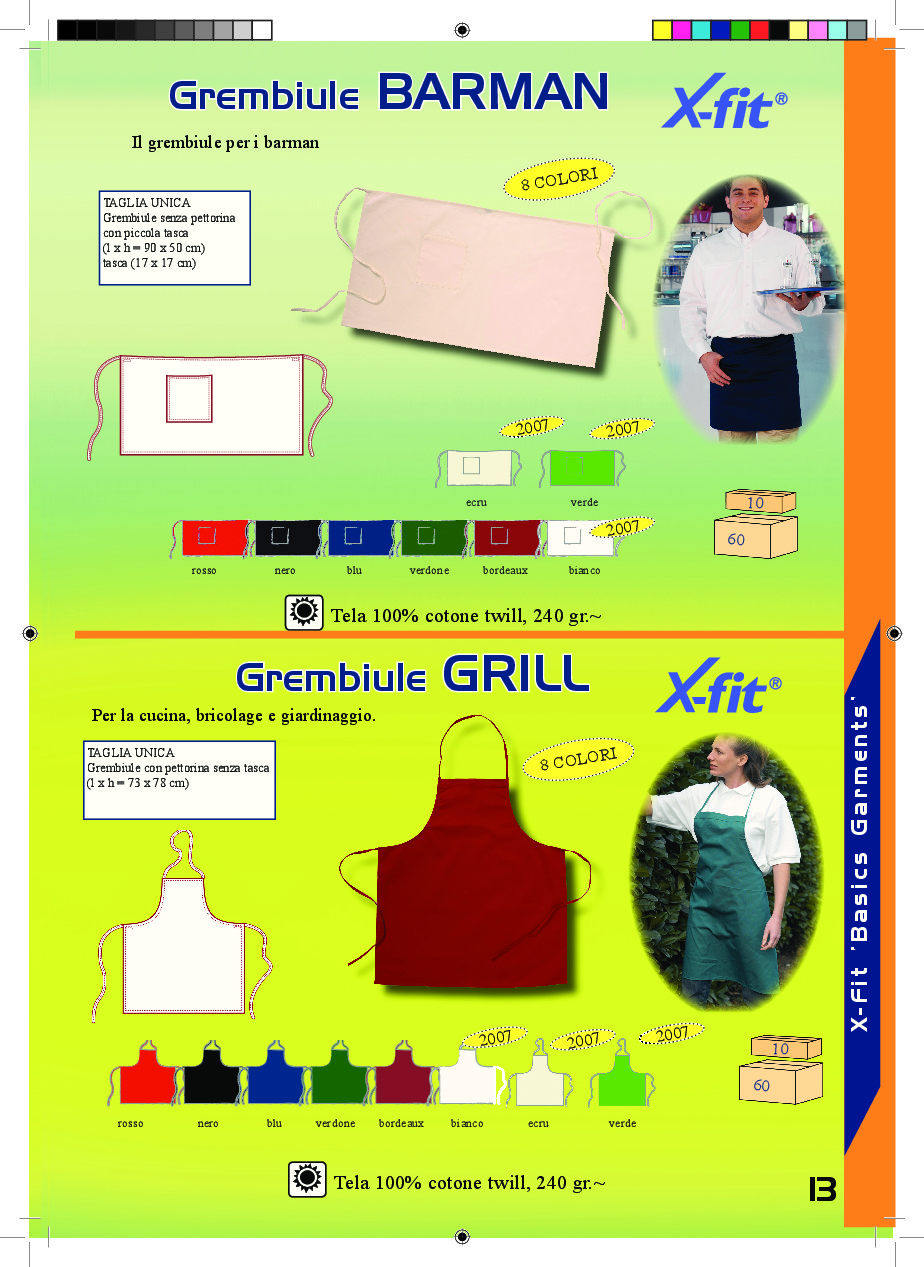 Grembiule BARMAN
X-fit®
Il grembiule per i barman
8 COLORI
TAGLIA UNICA
Grembiule senza pettorina
con piccola tasca
(l x h = 90 x 50 cm)
tasca (17 x 17 cm)
2007
2007
ecru
verde
10
60
2007
rosso
nero
blu
verdone
bordeaux
bianco
Tela 100% cotone twill, 240 gr.~
Grembiule GRILL
X-fit®
Per la cucina, bricolage e giardinaggio.
8 COLORI
TAGLIA UNICA
Grembiule con pettorina senza tasca
(l x h = 73 x 78 cm)
X-Fit 'Basics Garments'
2007
2007
2007
10
60
rosso
nero
blu
verdone
bordeaux
bianco
ecru
verde
Tela 100% cotone twill, 240 gr.~
13